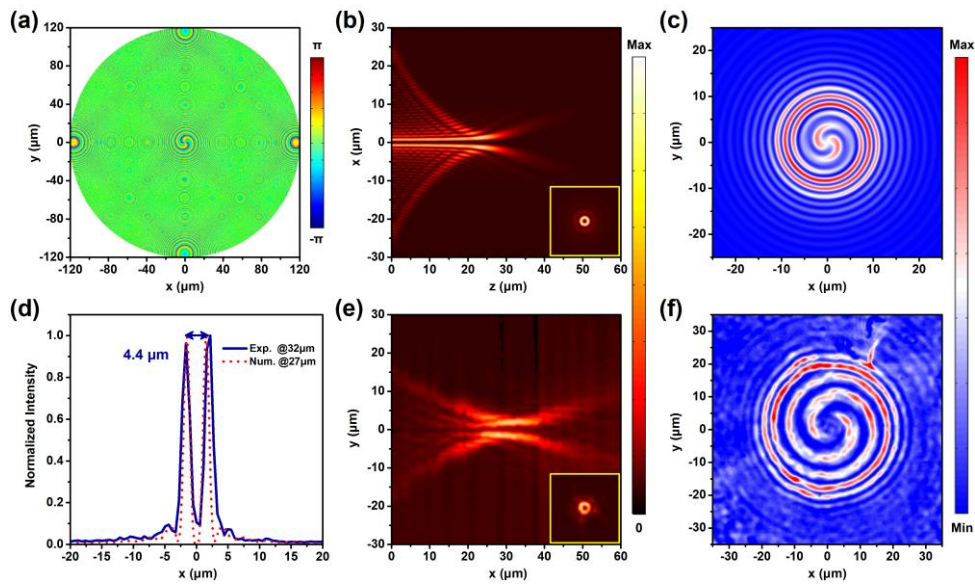 (a)
y (μm)
120
80
40
0
-40
-80
-120
-120 -80 -40 0 40 80 120
x (μm)
π
-π
(b)
x (μm)
30
20
10
0
-10
-20
-30
0 10 20 30 40 50 60
z (μm)
Max
0
(c)
y (μm)
20
10
0
-10
-20
-20 -10 0 10 20
x (μm)
Max
Min
(d)
Normalized Intensity
1.0
0.8
0.6
0.4
0.2
0.0
-20 -15 -10 -5 0 5 10 15 20
x (μm)
4.4 μm
Exp. @32μm
Num. @27μm
(e)
y (μm)
30
20
10
0
-10
-20
-30
0 10 20 30 40 50 60
x (μm)
(f)
y (μm)
30
20
10
0
-10
-20
-30
-30 -20 -10 0 10 20 30
x (μm)